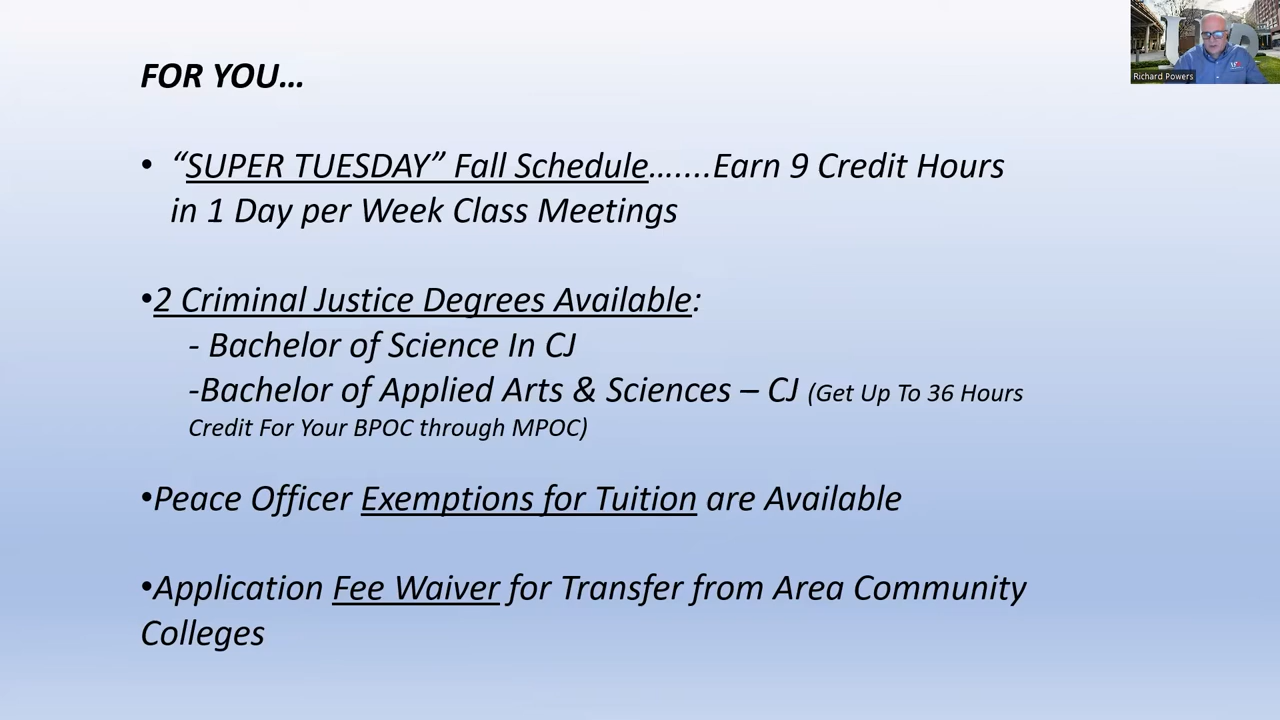 FOR YOU…
• “SUPER TUESDAY” Fall Schedule…....Earn 9 Credit Hours
in 1 Day per Week Class Meetings
•2 Criminal Justice Degrees Available:
- Bachelor of Science In CJ
-Bachelor of Applied Arts & Sciences – CJ (Get Up To 36 Hours
Credit For Your BPOC through MPOC)
•Peace Officer Exemptions for Tuition are Available
•Application Fee Waiver for Transfer from Area Community
Colleges
Richard Powers